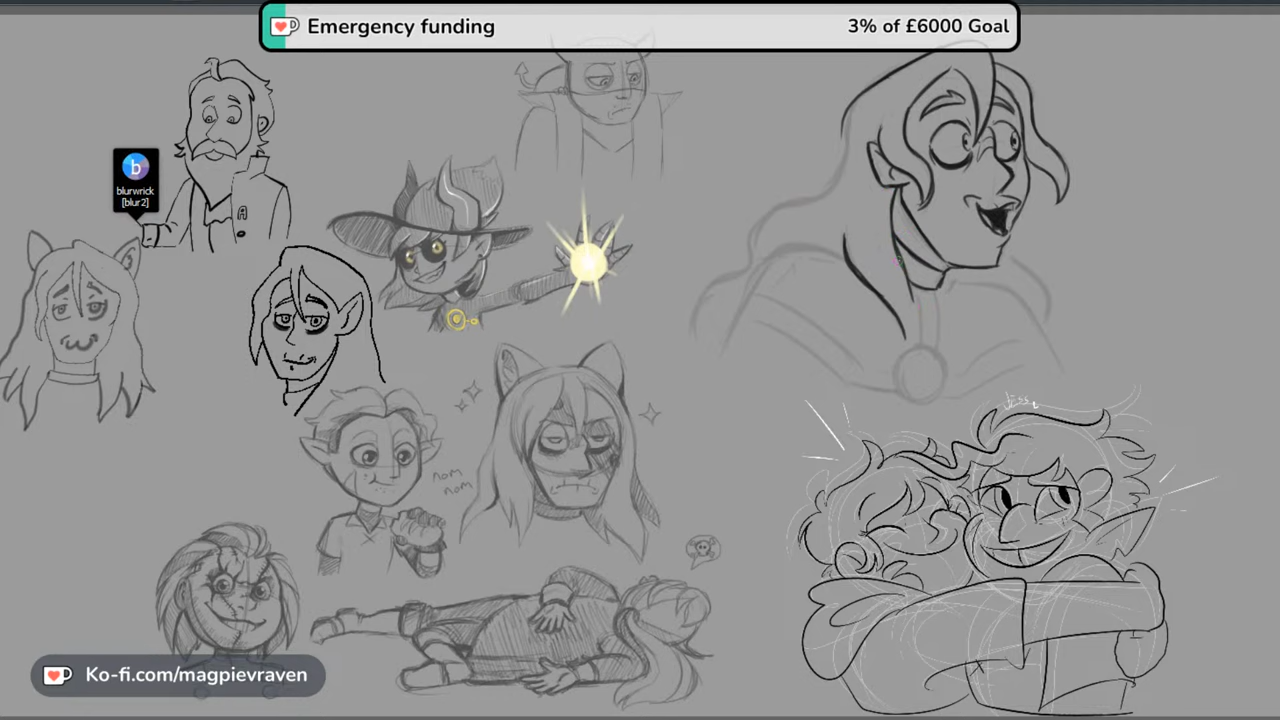 Emergency funding
3% of £6000 Goal
b
blurwrick
[blur2]
A
nom
nom
Ko-fi.com/magpievraven